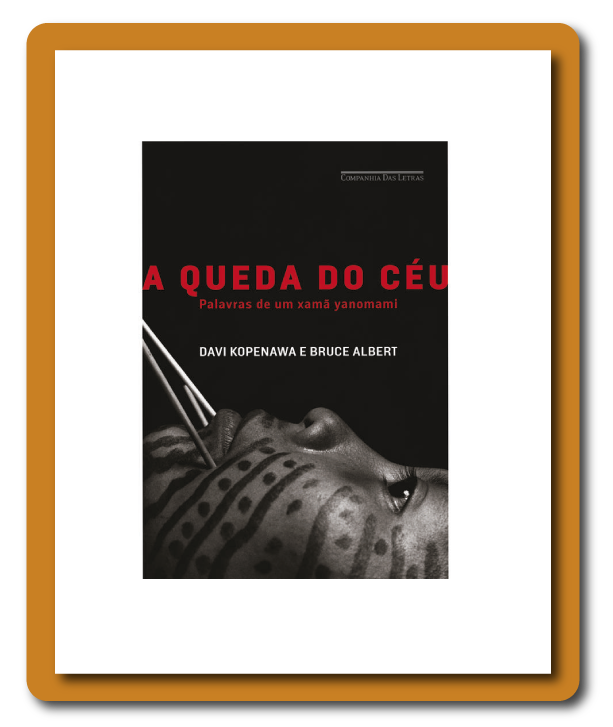 COMPANHIA DAS LETRAS
A QUEDA DO CÉU
Palavras de um xamã yanomami
DAVI KOPENAWA E BRUCE ALBERT